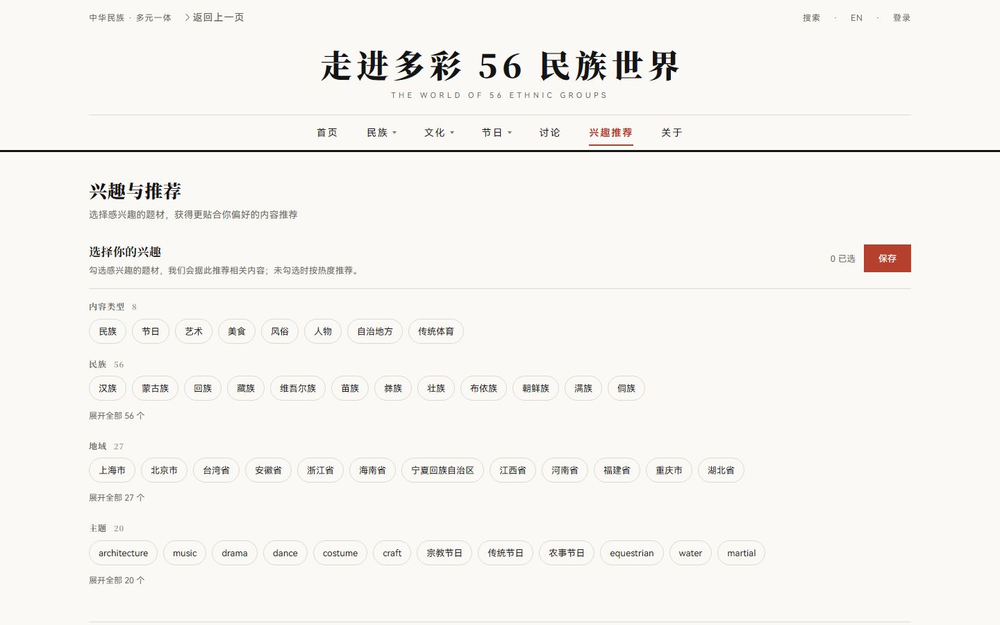 中华民族 · 多元一体 返回上一页 搜索 · EN · 登录
走进多彩 56 民族世界
THE WORLD OF 56 ETHNIC GROUPS
首页 民族 文化 节日 讨论 兴趣推荐 关于
兴趣与推荐
选择感兴趣的题材，获得更贴合你偏好的内容推荐
选择你的兴趣
勾选感兴趣的题材，我们会据此推荐相关内容；未勾选时按热度推荐。
0 已选 保存
内容类型 8
民族 节日 艺术 美食 风俗 人物 自治地方 传统体育
民族 56
汉族 蒙古族 回族 藏族 维吾尔族 苗族 彝族 壮族 布依族 朝鲜族 满族 侗族
展开全部 56 个
地域 27
上海市 北京市 台湾省 安徽省 浙江省 海南省 宁夏回族自治区 江西省 河南省 福建省 重庆市 湖北省
展开全部 27 个
主题 20
architecture music drama dance costume craft 宗教节日 传统节日 农事节日 equestrian water martial
展开全部 20 个